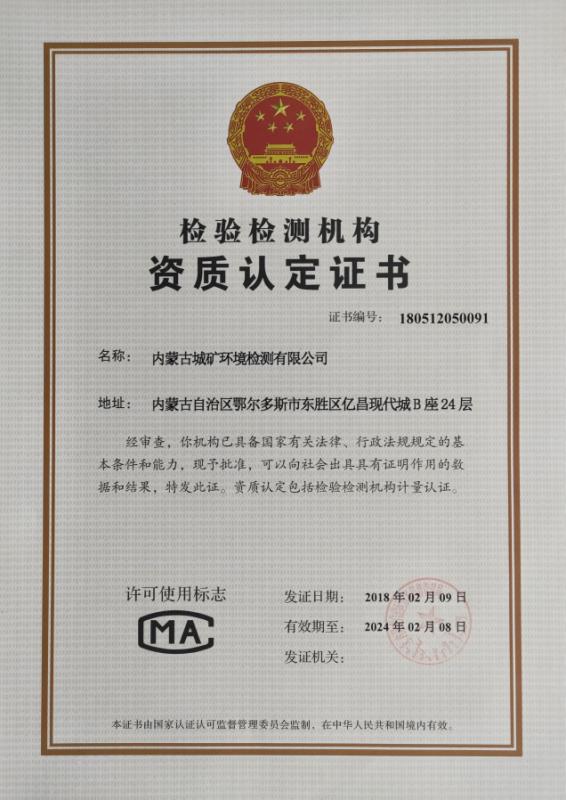 检验检测机构
资质认定证书
证书编号： 180512050091
名称： 内蒙古城矿环境检测有限公司
地址： 内蒙古自治区鄂尔多斯市东胜区亿昌现代城B座24层
经审查，你机构已具备国家有关法律、行政法规规定的基
本条件和能力，现予批准，可以向社会出具具有证明作用的数
据和结果，特发此证。资质认定包括检验检测机构计量认证。
许可使用标志
MA
发证日期： 2018年02月09日
有效期至： 2024年02月08日
发证机关：
本证书由国家认证认可监督管理委员会监制，在中华人民共和国境内有效。